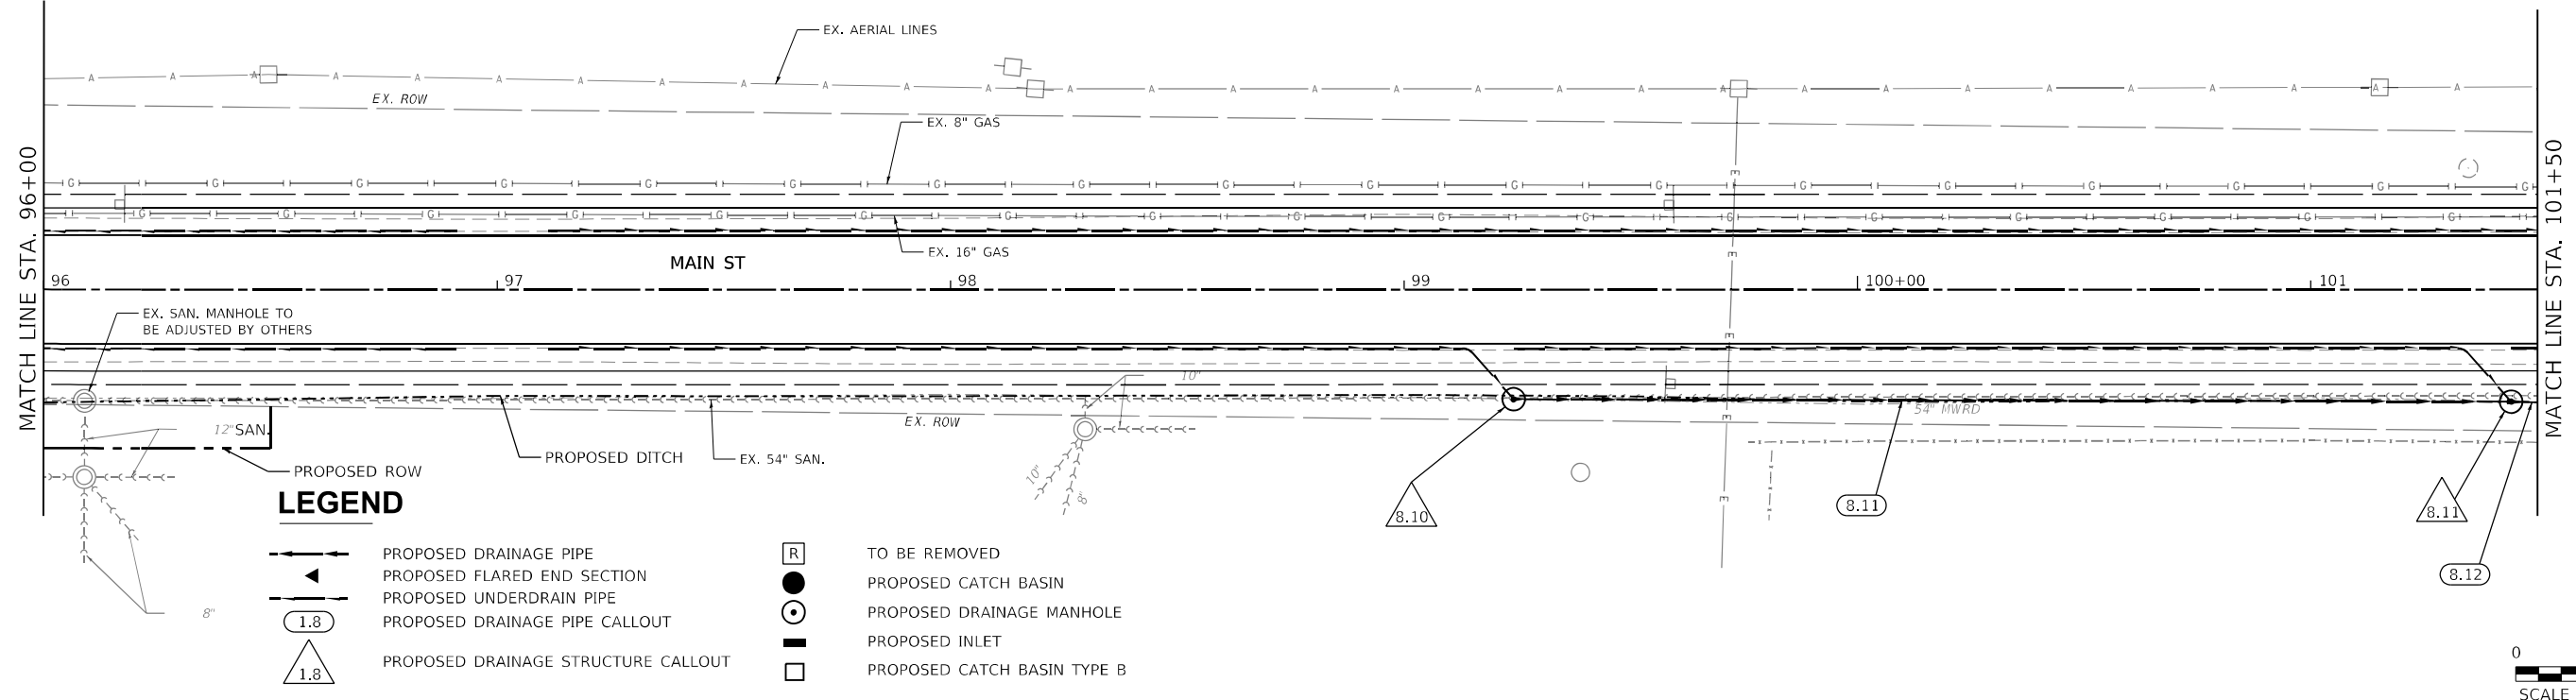 EX. AERIAL LINES
A A A A A A A A A A A A A A A A A A A A A A A A A A A A A A
EX. ROW
EX. 8" GAS
G G G G G G G G G G G G G G G G G G
G G G G G G G G G G G G G G G G G
EX. 16" GAS
MAIN ST
MATCH LINE STA. 96+00
MATCH LINE STA. 101+50
96 97 98 99 100+00 101
E
E
E
E
E
EX. SAN. MANHOLE TO
BE ADJUSTED BY OTHERS
10"
54" MWRD
EX. ROW
12" SAN.
PROPOSED DITCH
EX. 54" SAN.
PROPOSED ROW
10"
8"
8.10
8.11
8.11
8.12
8"
LEGEND
PROPOSED DRAINAGE PIPE
PROPOSED FLARED END SECTION
PROPOSED UNDERDRAIN PIPE
1.8 PROPOSED DRAINAGE PIPE CALLOUT
1.8 PROPOSED DRAINAGE STRUCTURE CALLOUT
R TO BE REMOVED
PROPOSED CATCH BASIN
PROPOSED DRAINAGE MANHOLE
PROPOSED INLET
PROPOSED CATCH BASIN TYPE B
0
SCALE